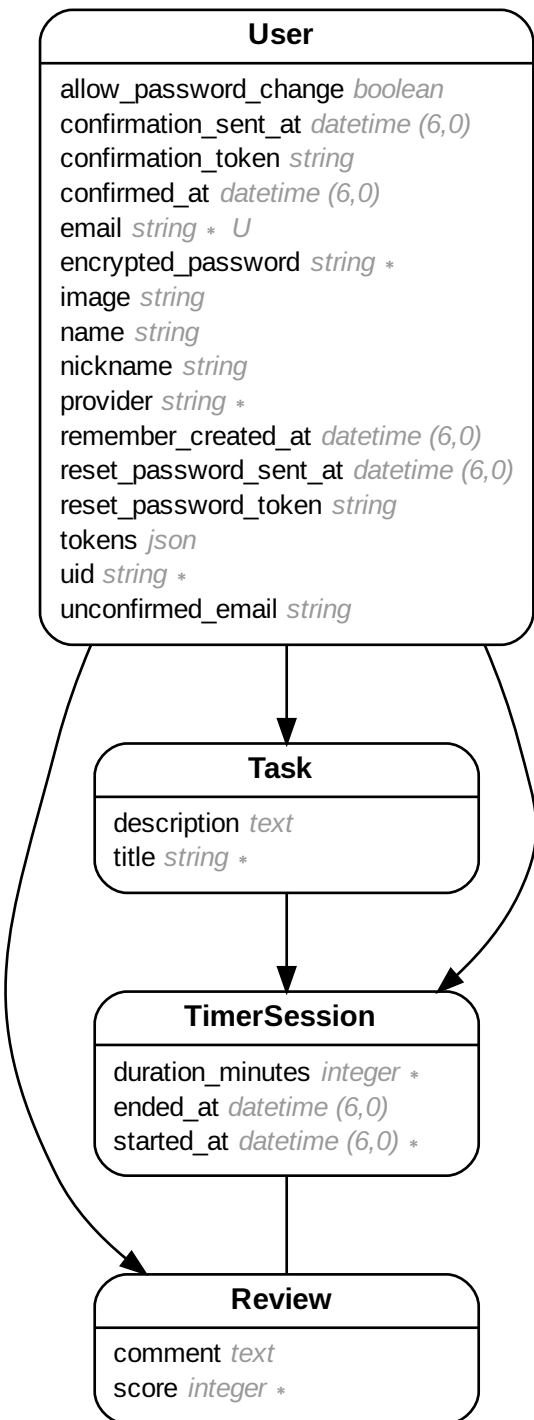 User
allow_password_change boolean
confirmation_sent_at datetime (6,0)
confirmation_token string
confirmed_at datetime (6,0)
email string * U
encrypted_password string *
image string
name string
nickname string
provider string *
remember_created_at datetime (6,0)
reset_password_sent_at datetime (6,0)
reset_password_token string
tokens json
uid string *
unconfirmed_email string
Task
description text
title string *
TimerSession
duration_minutes integer *
ended_at datetime (6,0)
started_at datetime (6,0) *
Review
comment text
score integer *